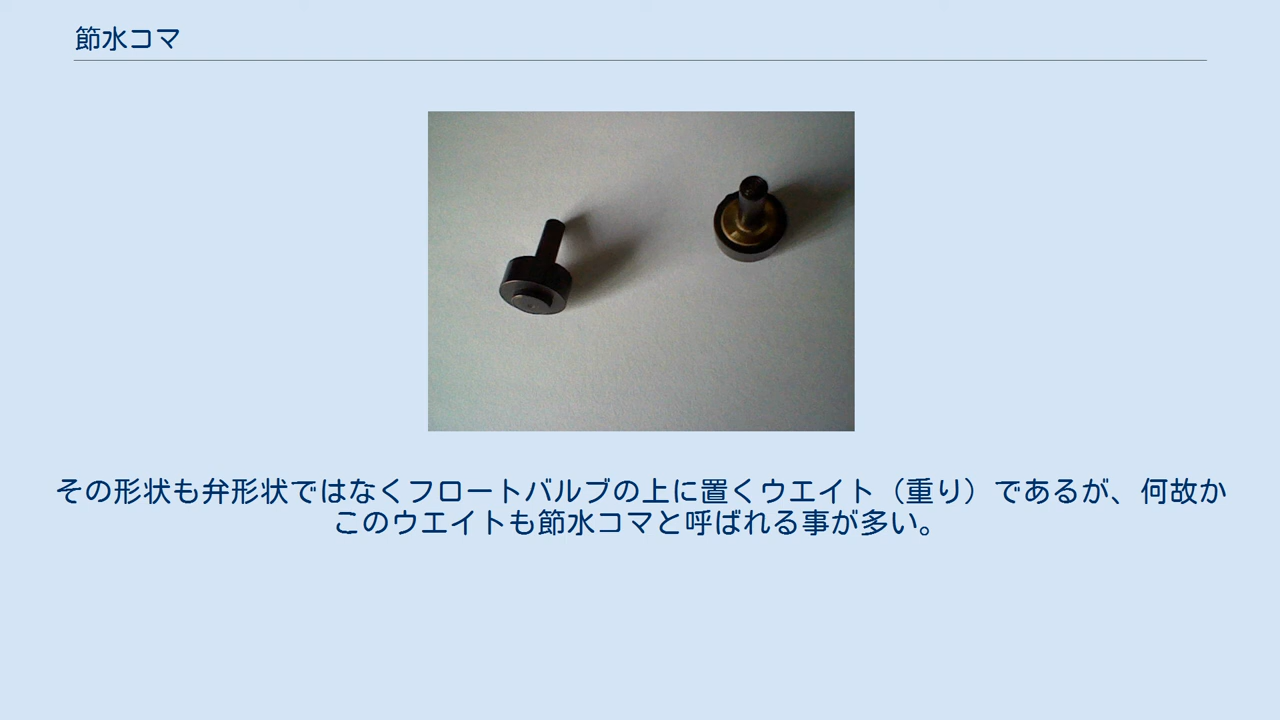 節水コマ
その形状も弁形状ではなくフロートバルブの上に置くウエイト（重り）であるが、何故か
このウエイトも節水コマと呼ばれる事が多い。